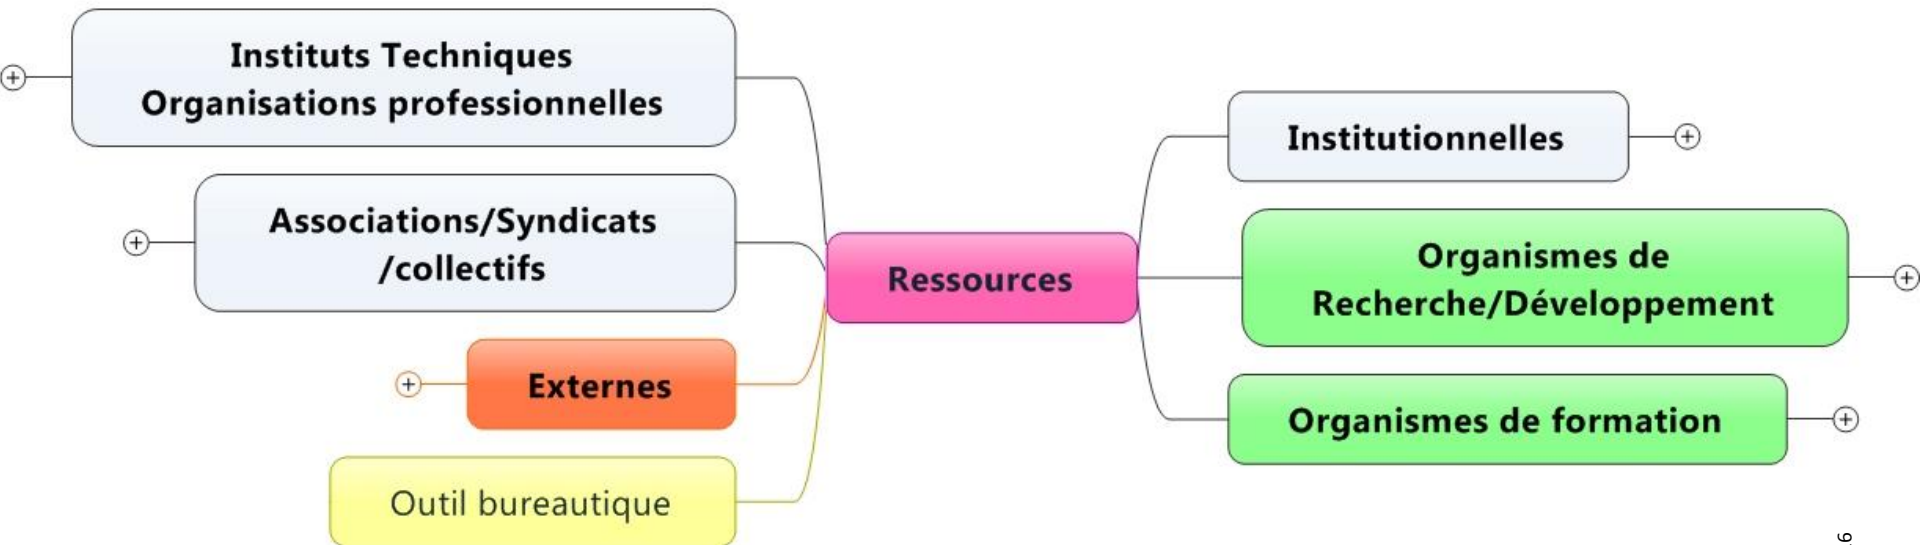 Instituts Techniques
Organisations professionnelles
Associations/Syndicats
/collectifs
Externes
Outil bureautique
Ressources
Institutionnelles
Organismes de
Recherche/Développement
Organismes de formation